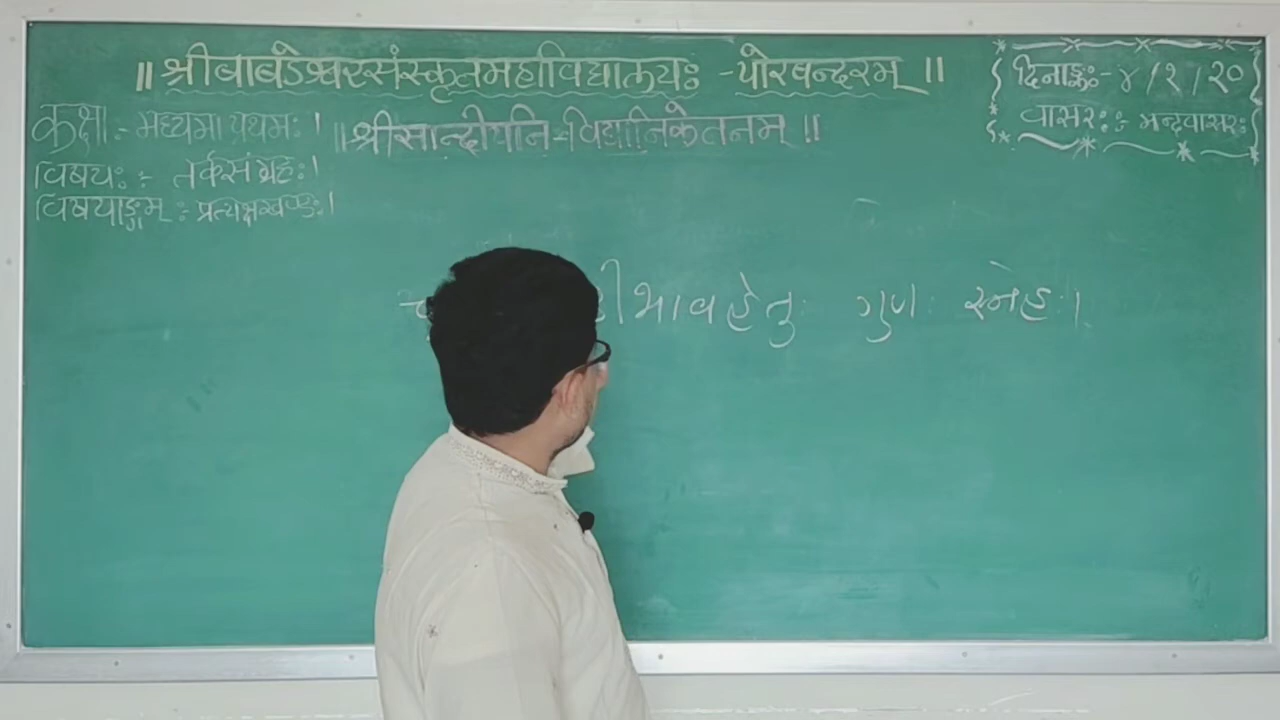 ॥ श्रीबाबडेश्वरसंस्कृतमहाविद्यालयः - पोरबन्दरम् ॥
॥ श्रीसान्दीपनि - विद्यानिकेतनम् ॥
दिनाङ्कः - ४ / १ / २०
वासरः :- मन्दवासरः
कक्षा :- मध्यमा प्रथमः ।
विषयः :- तर्कसंग्रहः ।
विषयाङ्गम् :- प्रत्यक्षखण्डः ।
भावहेतुः गुणः स्नेहः ।